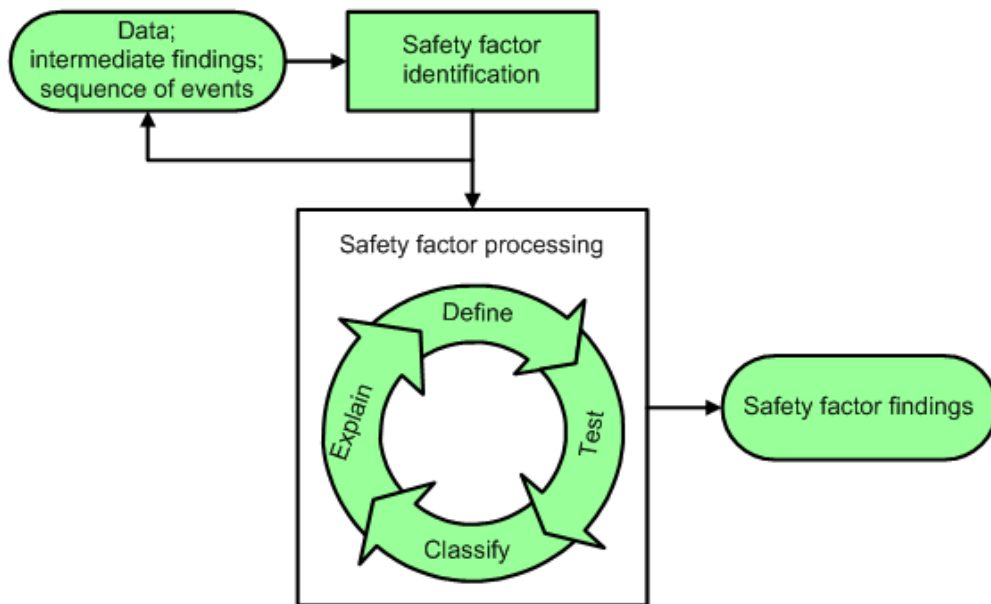 Data;
intermediate findings;
sequence of events
Safety factor
identification
Safety factor processing
Define
Test
Classify
Explain
Safety factor findings